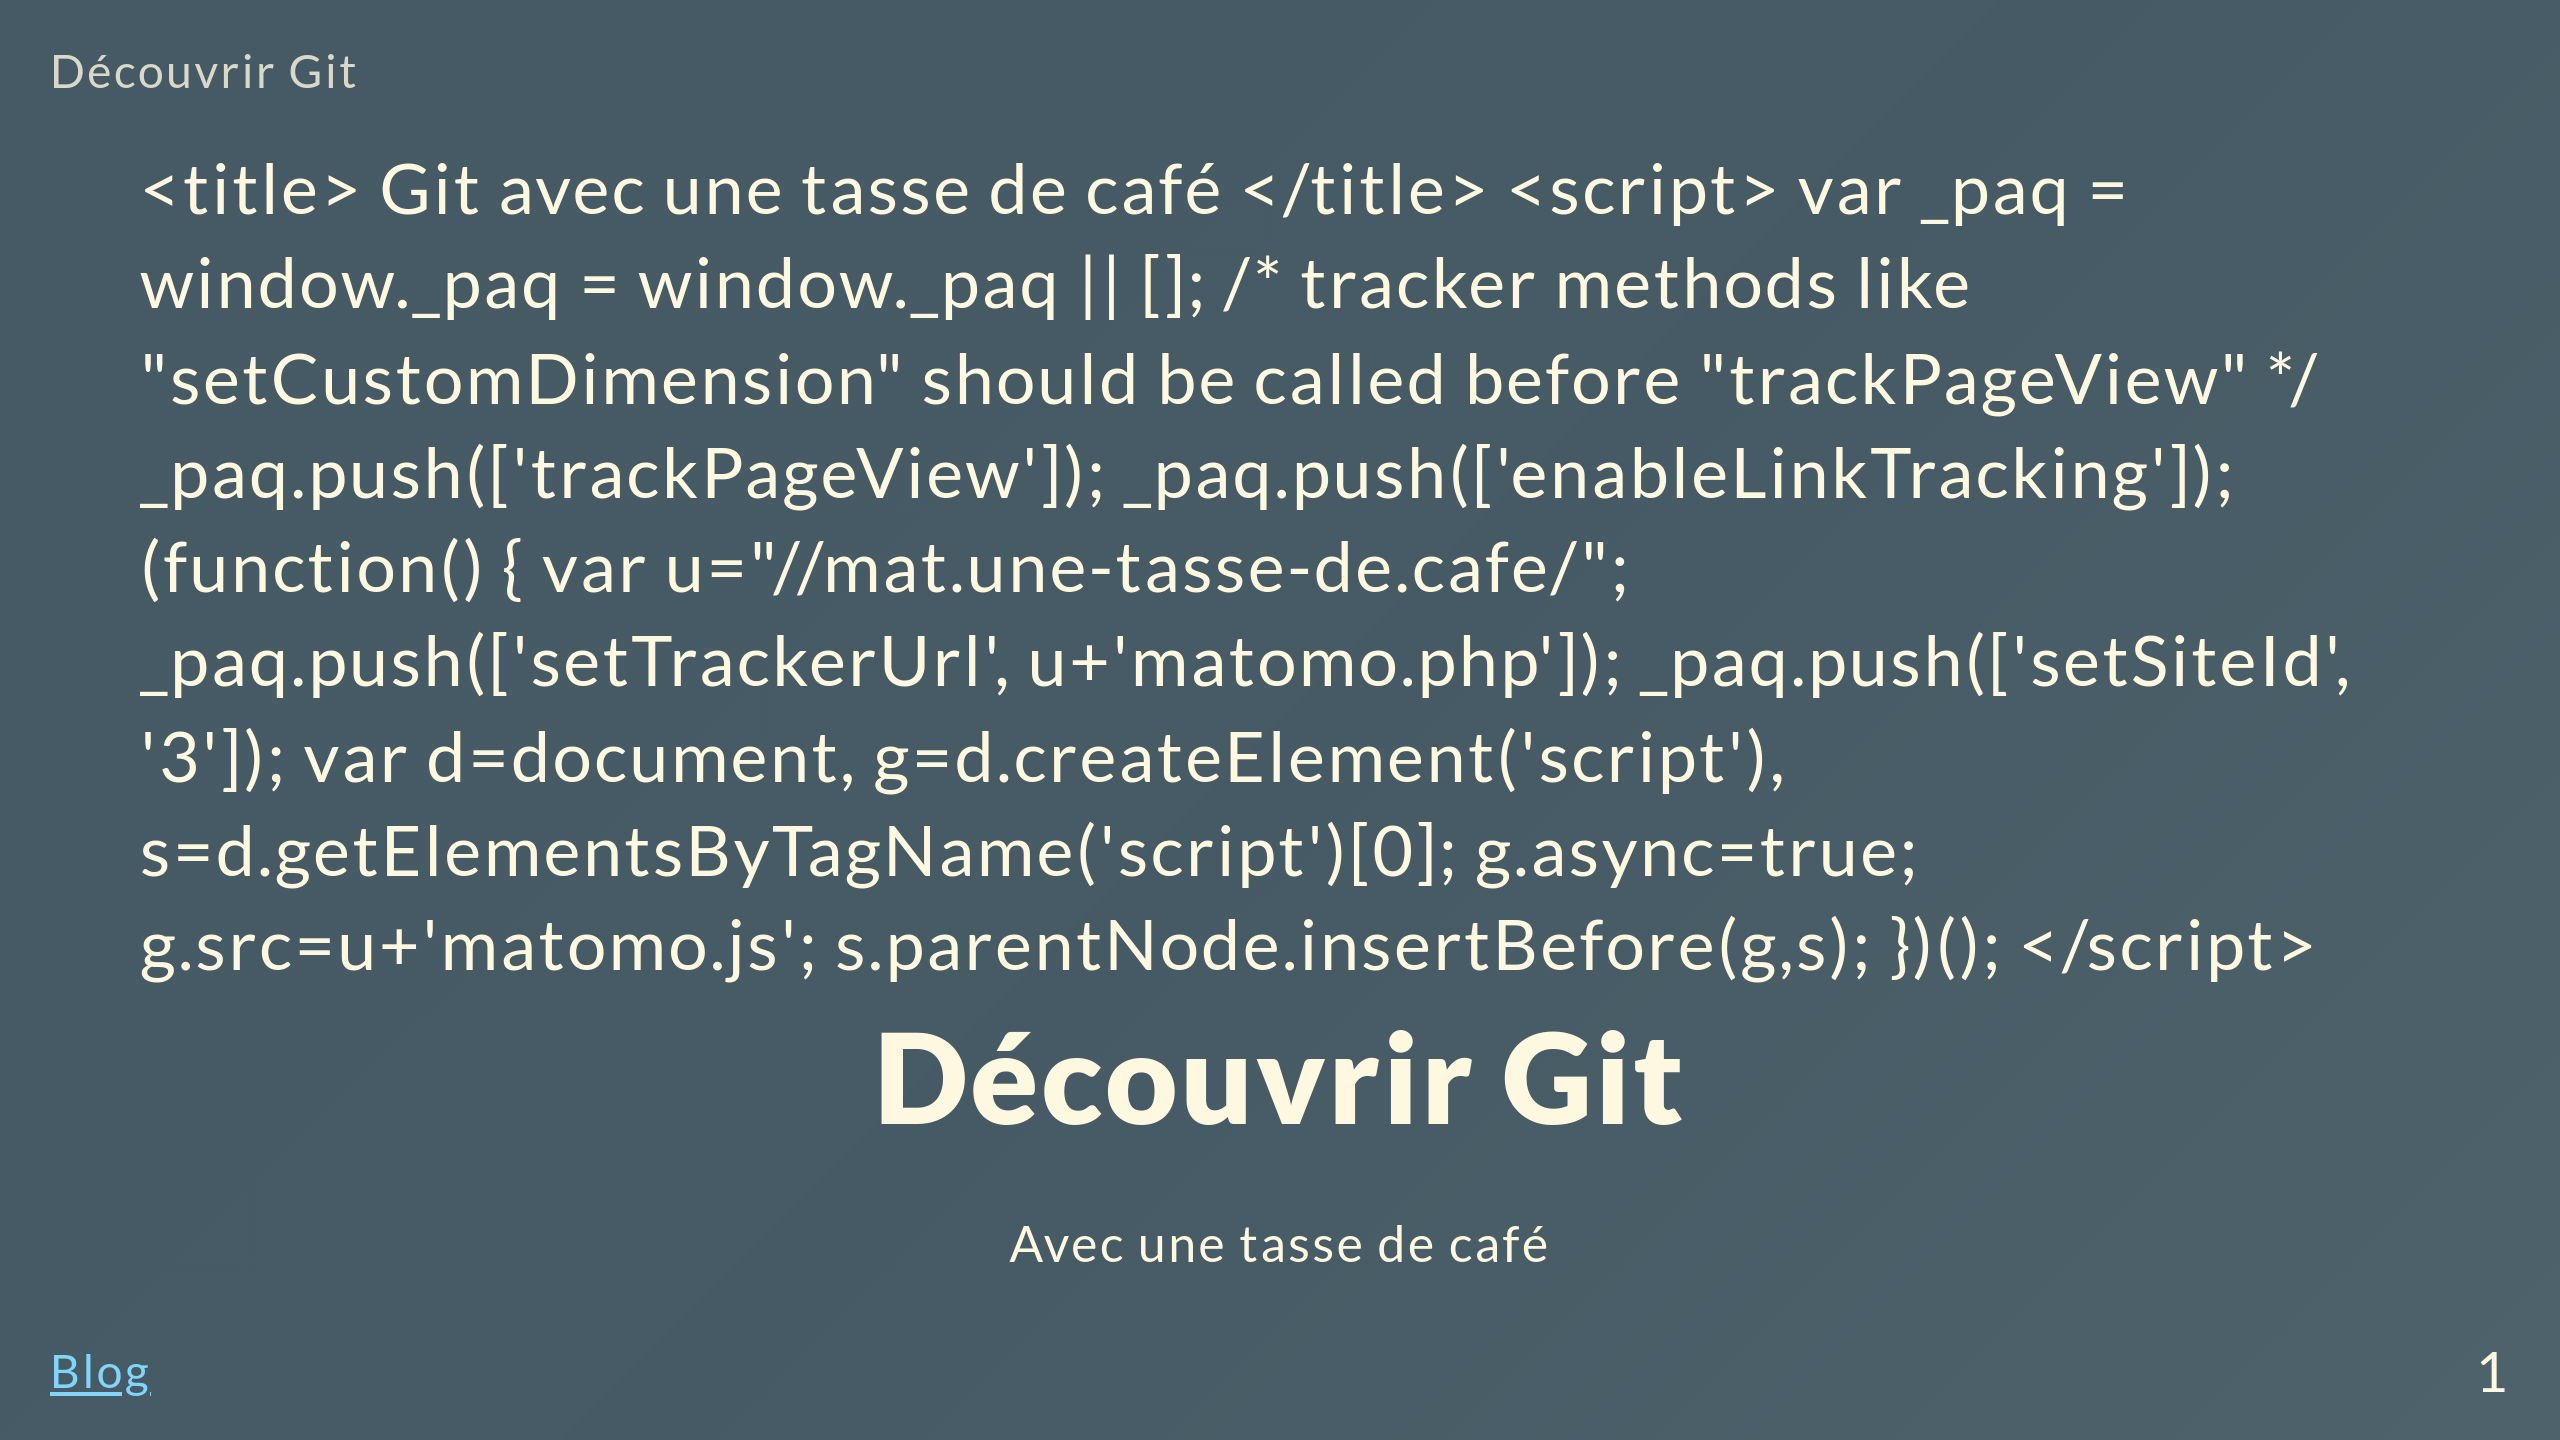 Découvrir Git
<title> Git avec une tasse de café </title> <script> var _paq =
window._paq = window._paq || []; /* tracker methods like
"setCustomDimension" should be called before "trackPageView" */
_paq.push(['trackPageView']); _paq.push(['enableLinkTracking']);
(function() { var u="//mat.une-tasse-de.cafe/";
_paq.push(['setTrackerUrl', u+'matomo.php']); _paq.push(['setSiteId',
'3']); var d=document, g=d.createElement('script'),
s=d.getElementsByTagName('script')[0]; g.async=true;
g.src=u+'matomo.js'; s.parentNode.insertBefore(g,s); })(); </script>
Découvrir Git
Avec une tasse de café
Blog
1